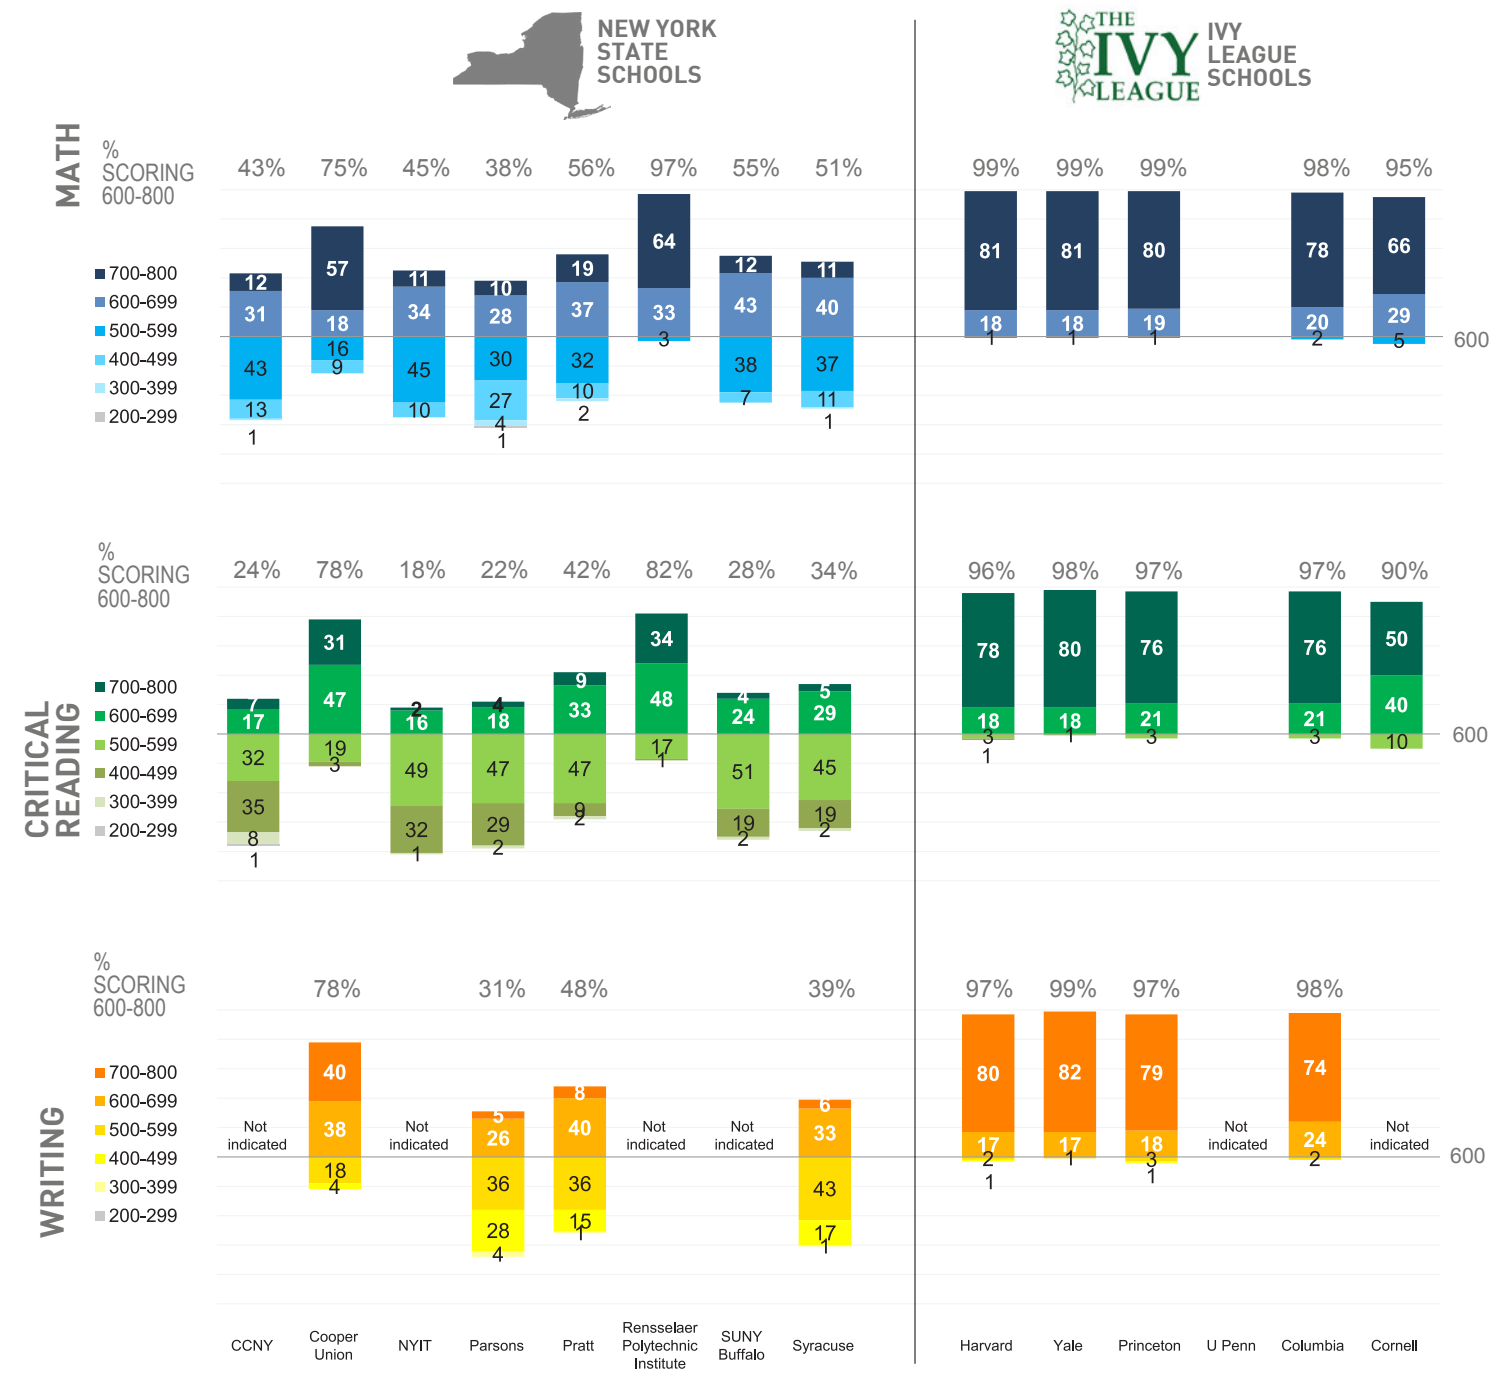 NEW YORK
STATE
SCHOOLS
THE
IVY
LEAGUE
IVY
LEAGUE
SCHOOLS
MATH
%
SCORING
600-800
43% 75% 45% 38% 56% 97% 55% 51% 99% 99% 99% 98% 95%
700-800
600-699
500-599
400-499
300-399
200-299
12 57 11 10 19 64 12 11 81 81 80 78 66
31 18 34 28 37 33 43 40 18 18 19 20 29
43 16 45 30 32 3 38 37 1 1 1 2 5
13 9 10 27 10 7 11
1 4 2 1
1
600
CRITICAL
READING
%
SCORING
600-800
24% 78% 18% 22% 42% 82% 28% 34% 96% 98% 97% 97% 90%
700-800
600-699
500-599
400-499
300-399
200-299
7 31 2 4 9 34 4 5 78 80 76 76 50
17 47 16 18 33 48 24 29 18 18 21 21 40
32 19 49 47 47 17 51 45 3 1 3 3 10
35 3 32 29 9 1 19 19 1
8 1 2 2 2 2
1
600
WRITING
%
SCORING
600-800
78% 31% 48% 39% 97% 99% 97% 98%
700-800
600-699
500-599
400-499
300-399
200-299
40 5 8 6 80 82 79 74
Not
indicated
38
Not
indicated
26 40
Not
indicated
Not
indicated
33 17 17 18
Not
indicated
24
Not
indicated
18 36 36 43 2 1 3 2
4 28 15 17 1 1
4 1 1
600
CCNY
Cooper
Union
NYIT
Parsons
Pratt
Rensselaer
Polytechnic
Institute
SUNY
Buffalo
Syracuse
Harvard
Yale
Princeton
U Penn
Columbia
Cornell